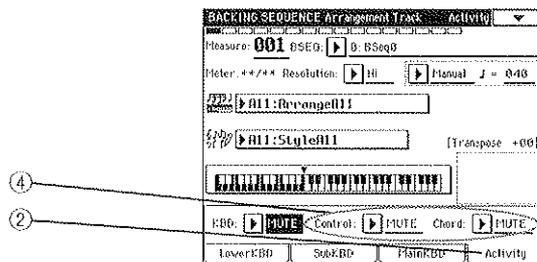 BACKING SEQUENCE Arrangement Track Activity
Measure: 001 BSEQ: 0: BSeq0
Meter: **/** Resolution: Hi Manual ♩ = 040
A11:ArrangeA11
A11:StyleA11
[Transpose +00]
④
②
KBD: MUTE Control: MUTE Chord: MUTE
LowerKBD SubKBD MainKBD Activity